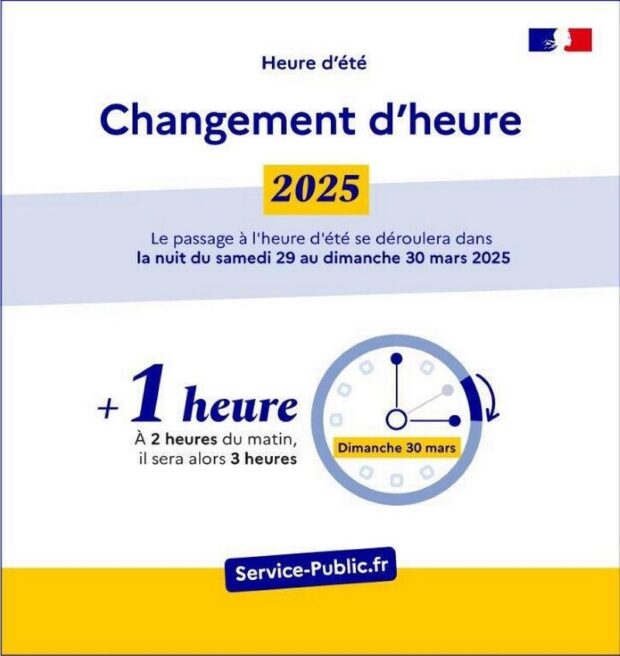 Heure d’été
Changement d’heure
2025
Le passage à l'heure d'été se déroulera dans
la nuit du samedi 29 au dimanche 30 mars 2025
+ 1 heure
À 2 heures du matin,
il sera alors 3 heures
Dimanche 30 mars
Service-Public.fr